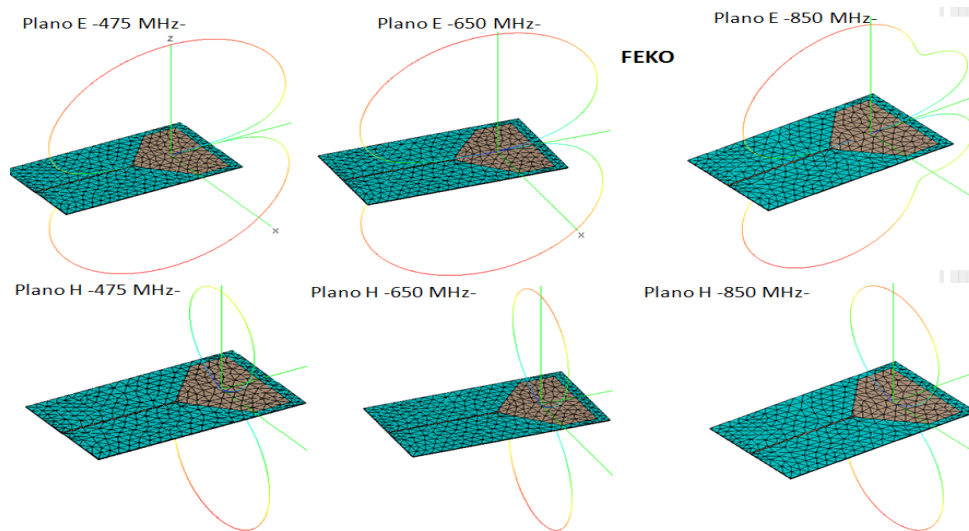 Plano E -475 MHz-
Plano E -650 MHz-
Plano E -850 MHz-
FEKO
z
x
x
Plano H -475 MHz-
Plano H -650 MHz-
Plano H -850 MHz-